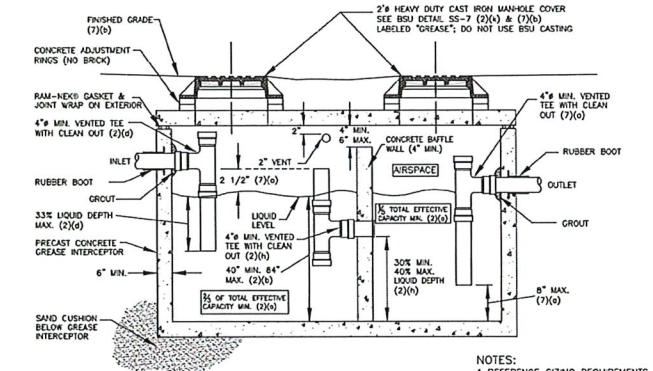 FINISHED GRADE
(7)(b)
2'ø HEAVY DUTY CAST IRON MANHOLE COVER
SEE BSU DETAIL SS-7 (2)(k) & (7)(b)
LABELED "GREASE"; DO NOT USE BSU CASTING
CONCRETE ADJUSTMENT
RINGS (NO BRICK)
RAM-NEK® GASKET &
JOINT WRAP ON EXTERIOR
4"ø MIN. VENTED TEE
WITH CLEAN OUT (2)(d)
INLET
RUBBER BOOT
GROUT
33% LIQUID DEPTH
MAX. (2)(d)
PRECAST CONCRETE
GREASE INTERCEPTOR
6" MIN.
SAND CUSHION
BELOW GREASE
INTERCEPTOR
2"
2" VENT
2 1/2" (7)(a)
4" MIN.
6" MAX.
CONCRETE BAFFLE
WALL (4" MIN.)
AIRSPACE
LIQUID
LEVEL
4"ø MIN. VENTED
TEE WITH CLEAN
OUT (2)(h)
40" MIN. 84"
MAX. (2)(b)
2/3 OF TOTAL EFFECTIVE
CAPACITY MIN. (2)(a)
1/3 TOTAL EFFECTIVE
CAPACITY MIN. (2)(a)
30% MIN.
40% MAX.
LIQUID DEPTH
(2)(h)
4"ø MIN. VENTED
TEE WITH CLEAN
OUT (7)(a)
RUBBER BOOT
OUTLET
GROUT
8" MAX.
(7)(a)
NOTES: